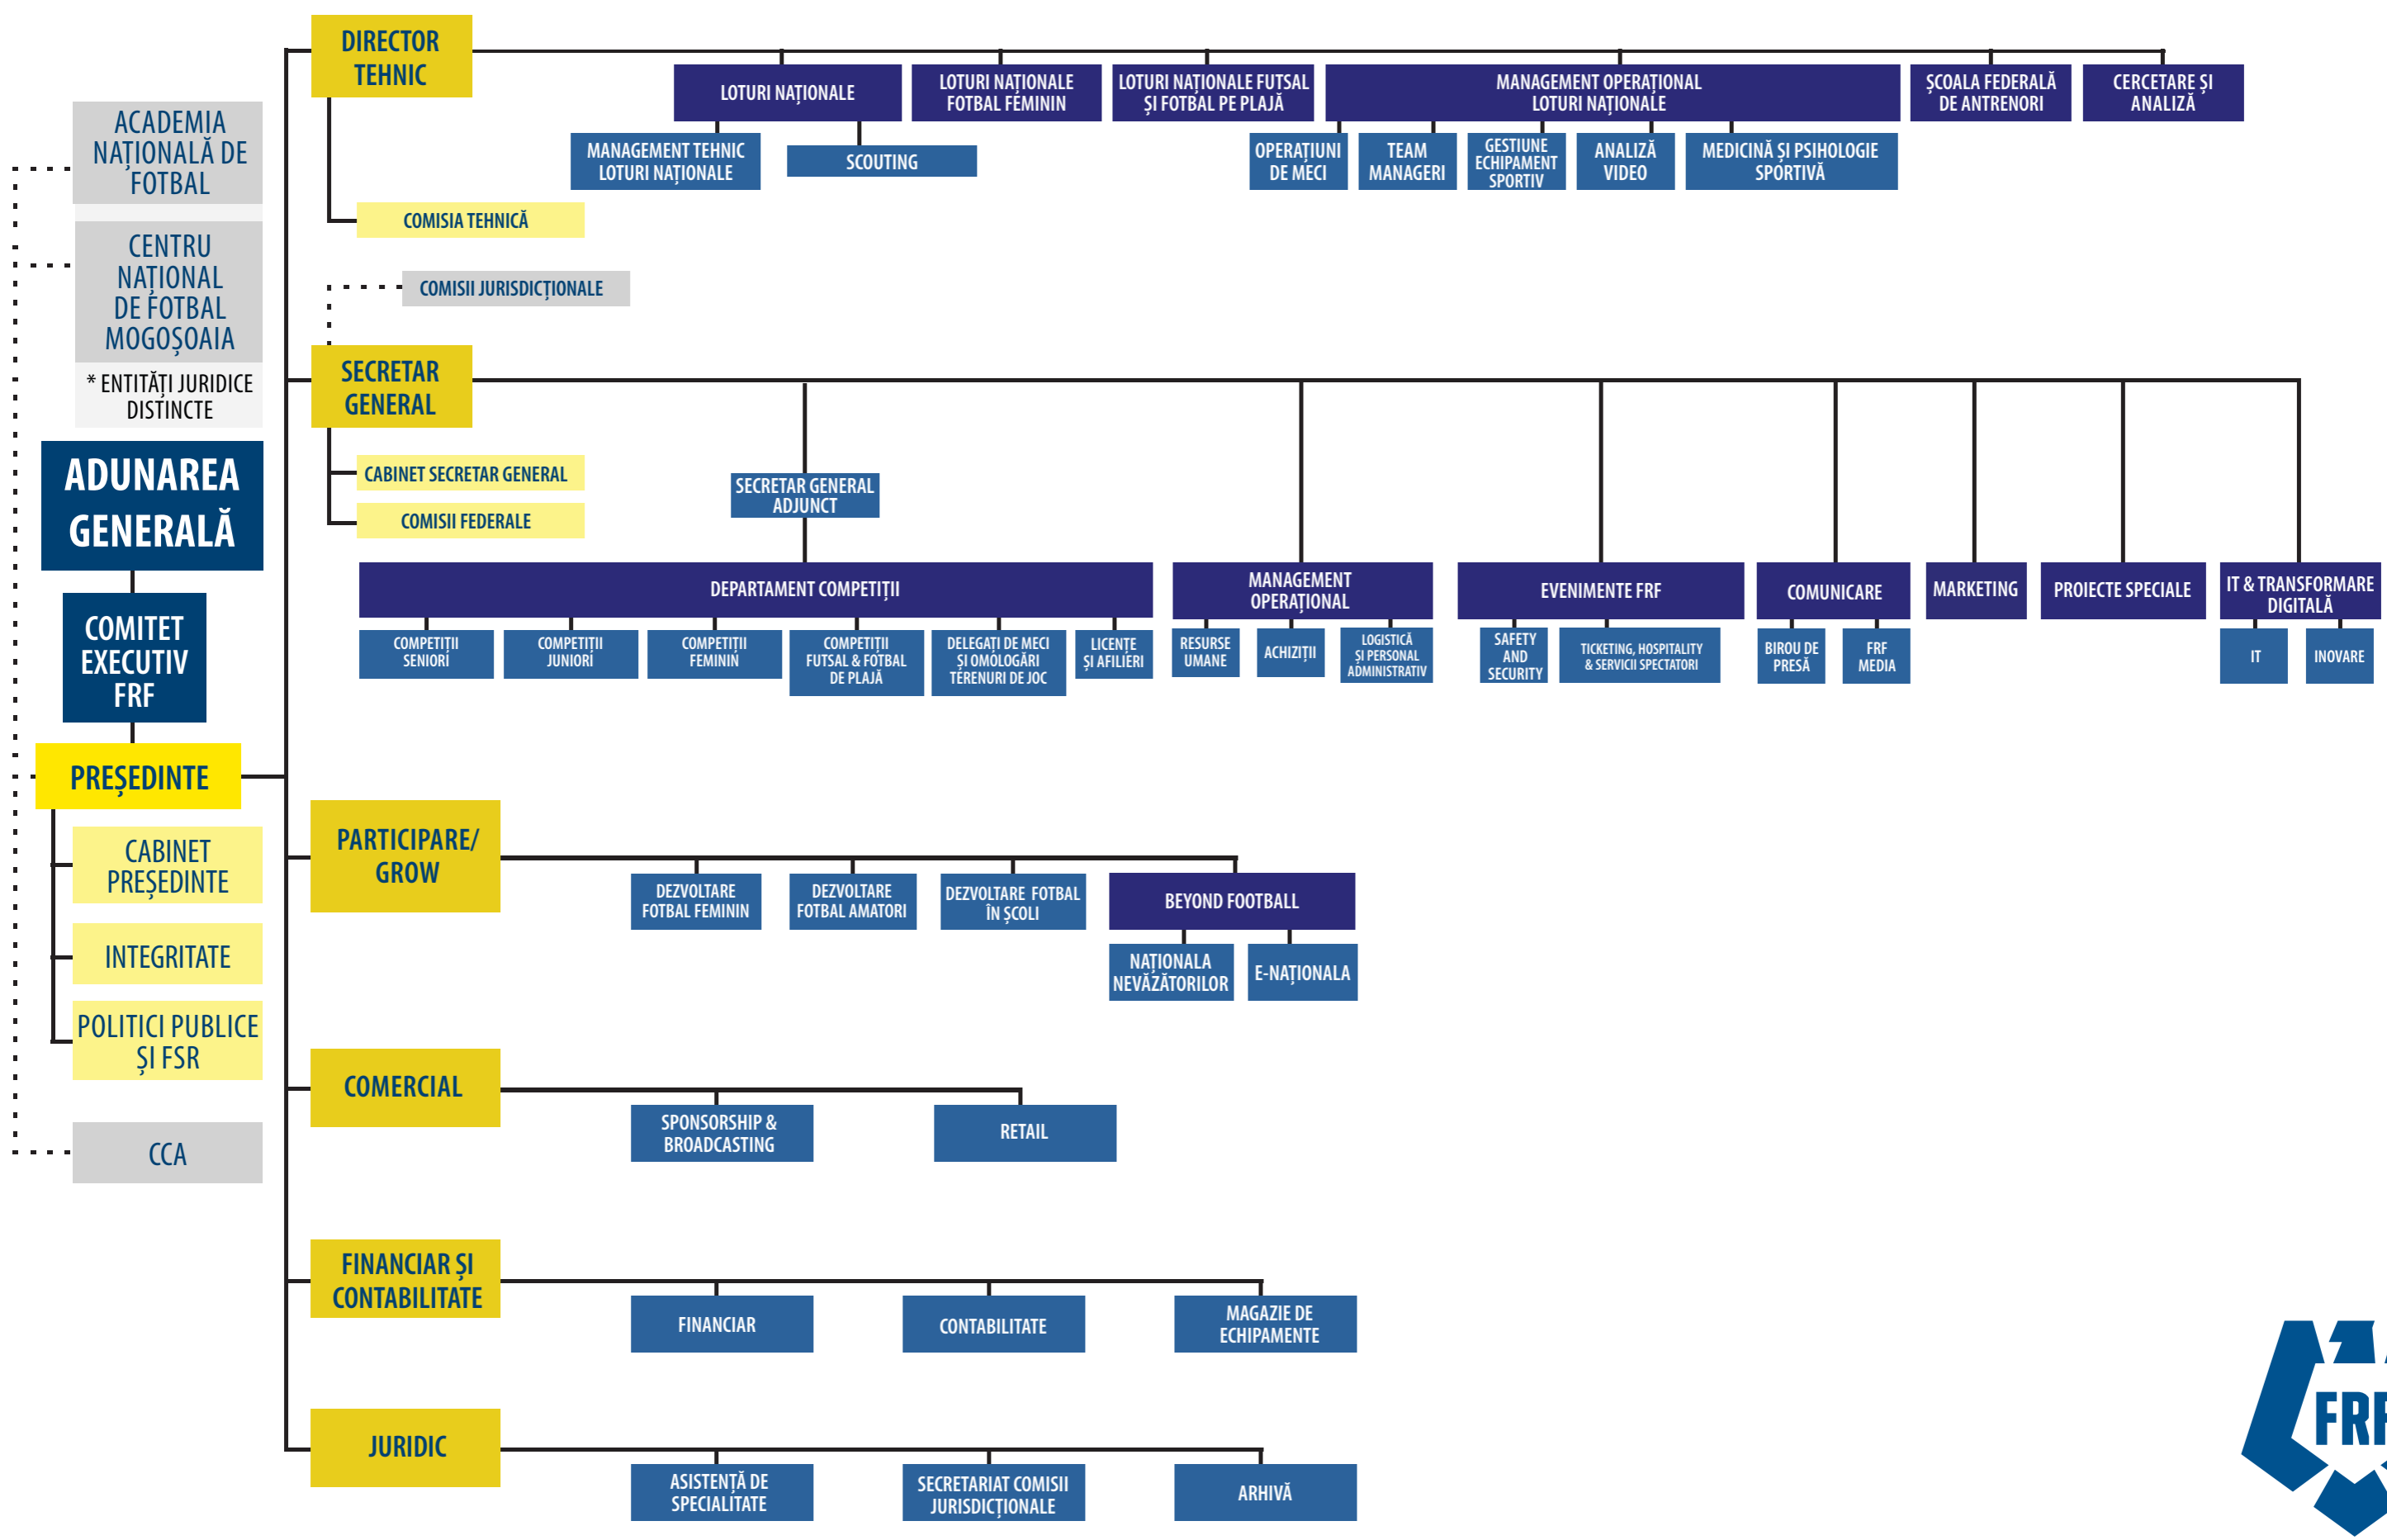 DIRECTOR
TEHNIC
LOTURI NAȚIONALE
LOTURI NAȚIONALE
FOTBAL FEMININ
LOTURI NAȚIONALE FUTSAL
ȘI FOTBAL PE PLAJĂ
MANAGEMENT OPERAȚIONAL
LOTURI NAȚIONALE
ȘCOALA FEDERALĂ
DE ANTRENORI
CERCETARE ȘI
ANALIZĂ
MANAGEMENT TEHNIC
LOTURI NAȚIONALE
SCOUTING
OPERAȚIUNI
DE MECI
TEAM
MANAGERI
GESTIUNE
ECHIPAMENT
SPORTIV
ANALIZĂ
VIDEO
MEDICINĂ ȘI PSIHOLOGIE
SPORTIVĂ
COMISIA TEHNICĂ
ACADEMIA
NAȚIONALĂ DE
FOTBAL
CENTRU
NAȚIONAL
DE FOTBAL
MOGOȘOAIA
* ENTITĂȚI JURIDICE
DISTINCTE
COMISII JURISDICȚIONALE
SECRETAR
GENERAL
CABINET SECRETAR GENERAL
COMISII FEDERALE
SECRETAR GENERAL
ADJUNCT
DEPARTAMENT COMPETIȚII
MANAGEMENT
OPERAȚIONAL
EVENIMENTE FRF
COMUNICARE
MARKETING
PROIECTE SPECIALE
IT & TRANSFORMARE
DIGITALĂ
COMPETIȚII
SENIORI
COMPETIȚII
JUNIORI
COMPETIȚII
FEMININ
COMPETIȚII
FUTSAL & FOTBAL
DE PLAJĂ
DELEGAȚI DE MECI
ȘI OMOLOGĂRI
TERENURI DE JOC
LICENȚE
ȘI AFILIERI
RESURSE
UMANE
ACHIZIȚII
LOGISTICĂ
ȘI PERSONAL
ADMINISTRATIV
SAFETY
AND
SECURITY
TICKETING, HOSPITALITY
& SERVICII SPECTATORI
BIROU DE
PRESĂ
FRF
MEDIA
IT
INOVARE
ADUNAREA
GENERALĂ
COMITET
EXECUTIV
FRF
PREȘEDINTE
CABINET
PREȘEDINTE
INTEGRITATE
POLITICI PUBLICE
ȘI FSR
CCA
PARTICIPARE/
GROW
DEZVOLTARE
FOTBAL FEMININ
DEZVOLTARE
FOTBAL AMATORI
DEZVOLTARE FOTBAL
ÎN ȘCOLI
BEYOND FOOTBALL
NAȚIONALA
NEVĂZĂTORILOR
E-NAȚIONALA
COMERCIAL
SPONSORSHIP &
BROADCASTING
RETAIL
FINANCIAR ȘI
CONTABILITATE
FINANCIAR
CONTABILITATE
MAGAZIE DE
ECHIPAMENTE
JURIDIC
ASISTENȚĂ DE
SPECIALITATE
SECRETARIAT COMISII
JURISDICȚIONALE
ARHIVĂ
FRF